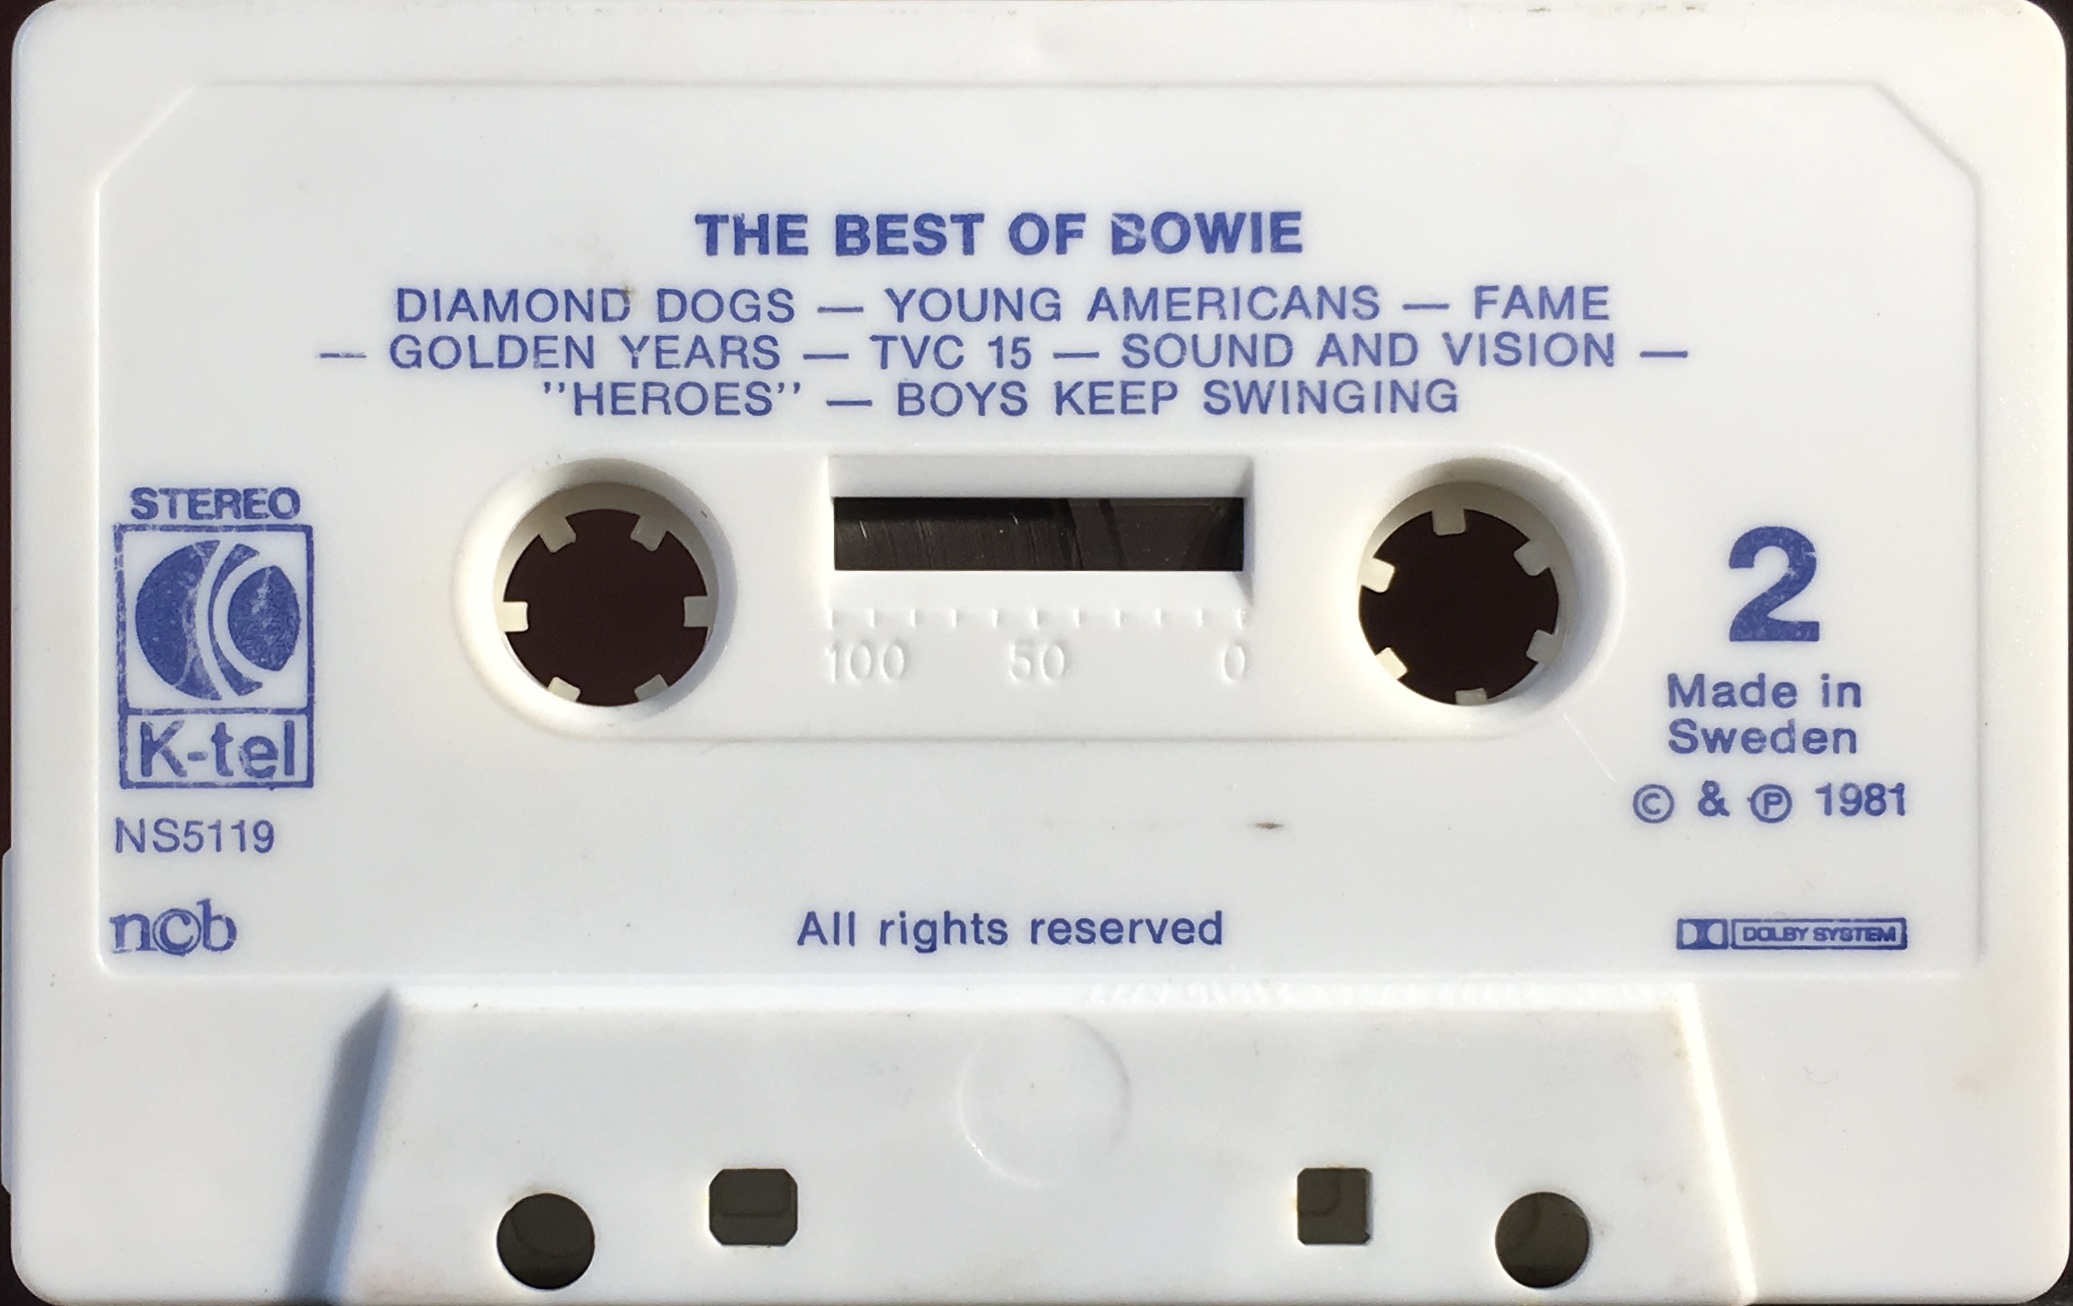 THE BEST OF BOWIE
DIAMOND DOGS — YOUNG AMERICANS — FAME
— GOLDEN YEARS — TVC 15 — SOUND AND VISION —
"HEROES" — BOYS KEEP SWINGING
STEREO
K-tel
NS5119
ncb
100 50 0
2
Made in
Sweden
© & ℗ 1981
All rights reserved
DOLBY SYSTEM